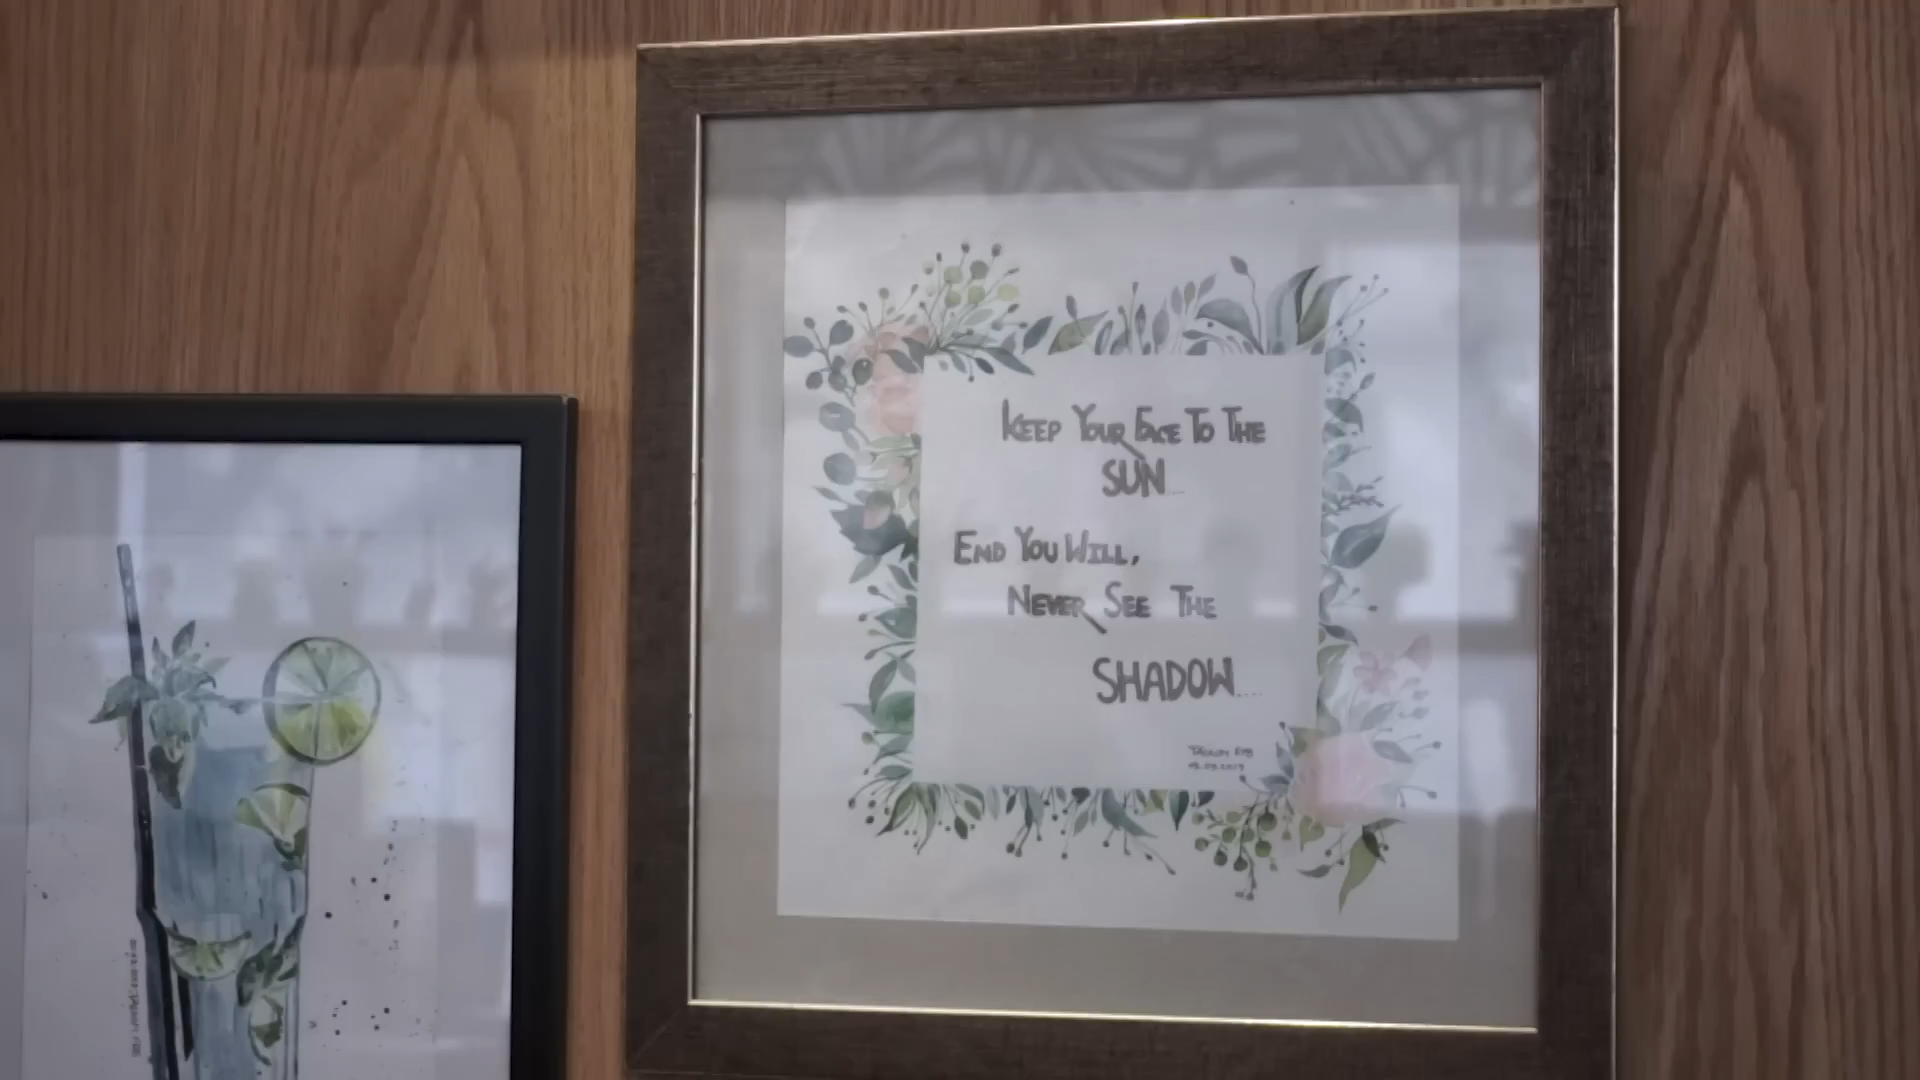 KEEP YOUR FACE TO THE
SUN...
END YOU WILL,
NEVER SEE THE
SHADOW....